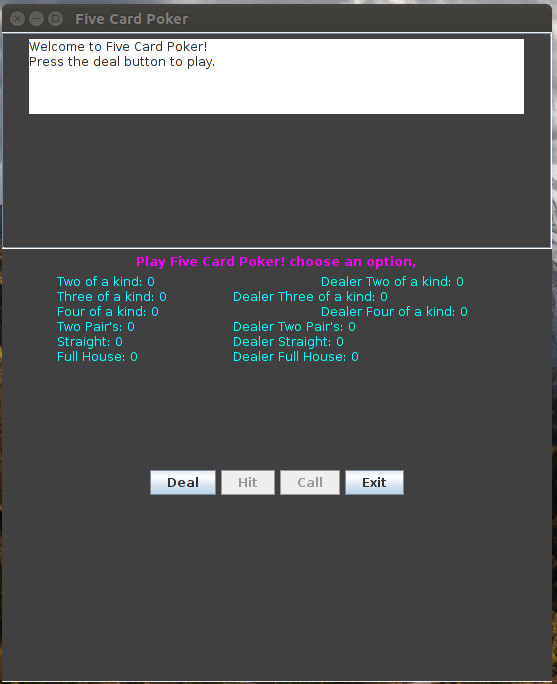 Five Card Poker
Welcome to Five Card Poker!
Press the deal button to play.
Play Five Card Poker! choose an option,
Two of a kind: 0 Dealer Two of a kind: 0
Three of a kind: 0 Dealer Three of a kind: 0
Four of a kind: 0 Dealer Four of a kind: 0
Two Pair's: 0 Dealer Two Pair's: 0
Straight: 0 Dealer Straight: 0
Full House: 0 Dealer Full House: 0
Deal Hit Call Exit